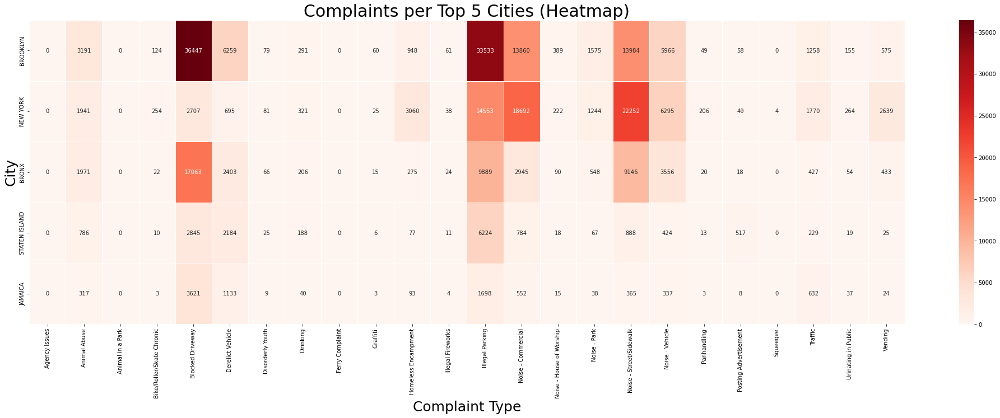 Complaints per Top 5 Cities (Heatmap)
City
BROOKLYN 0 3191 0 124 36447 6259 79 291 0 60 948 61 33533 13860 389 1575 13984 5966 49 58 0 1258 155 575
NEW YORK 0 1941 0 254 2707 695 81 321 0 25 3060 38 14553 18692 222 1244 22252 6295 206 49 4 1770 264 2639
BRONX 0 1971 0 22 17063 2403 66 206 0 15 275 24 9889 2945 90 548 9146 3556 20 18 0 427 54 433
STATEN ISLAND 0 786 0 10 2845 2184 25 188 0 6 77 11 6224 784 18 67 888 424 13 517 0 229 19 25
JAMAICA 0 317 0 3 3621 1133 9 40 0 3 93 4 1698 552 15 38 365 337 3 8 0 632 37 24
Agency Issues
Animal Abuse
Animal in a Park
Bike/Roller/Skate Chronic
Blocked Driveway
Derelict Vehicle
Disorderly Youth
Drinking
Ferry Complaint
Graffiti
Homeless Encampment
Illegal Fireworks
Illegal Parking
Noise - Commercial
Noise - House of Worship
Noise - Park
Noise - Street/Sidewalk
Noise - Vehicle
Panhandling
Posting Advertisement
Squeegee
Traffic
Urinating in Public
Vending
Complaint Type
35000
30000
25000
20000
15000
10000
5000
0